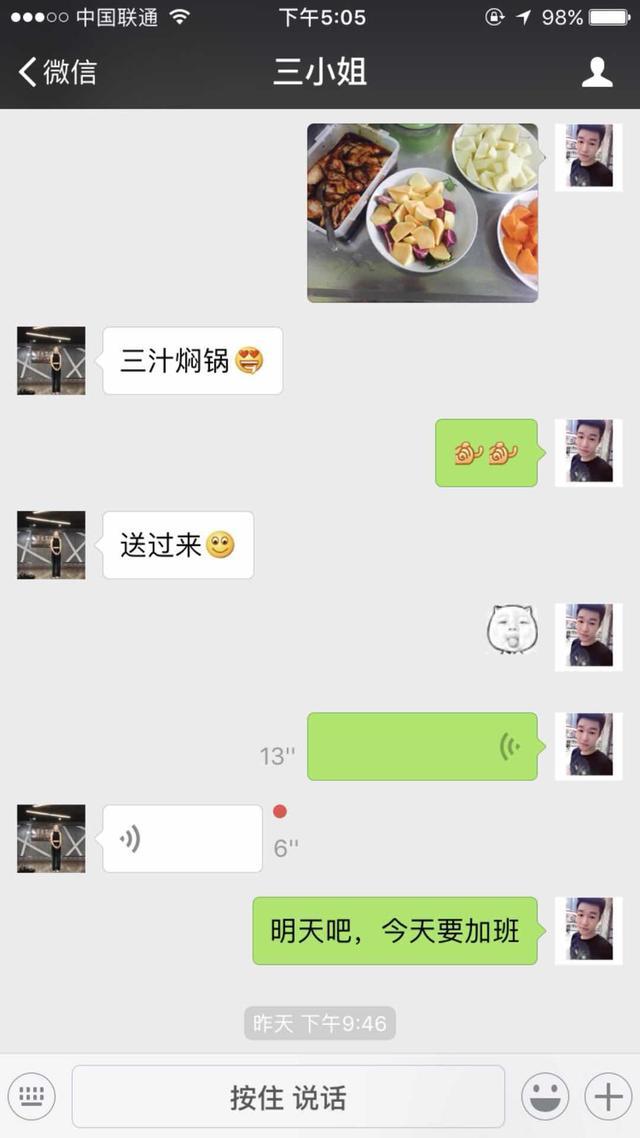 中国联通
下午5:05
98%
微信
三小姐
三汁焖锅
送过来
13''
6''
明天吧，今天要加班
昨天 下午9:46
按住 说话